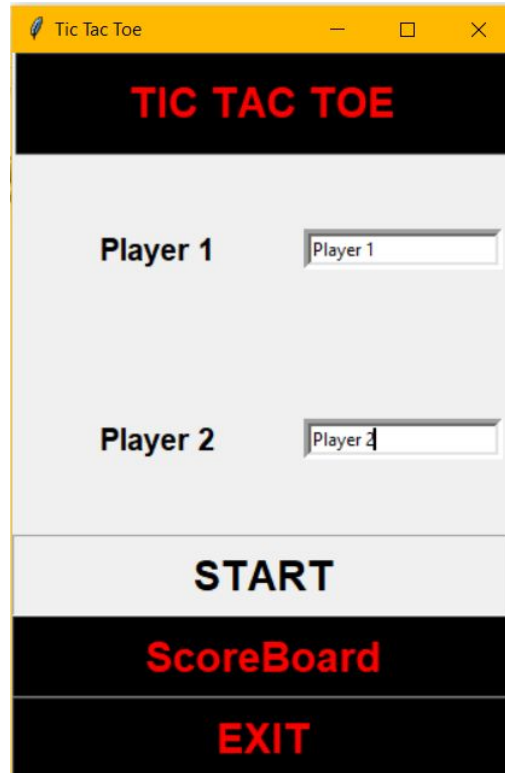 Tic Tac Toe
TIC TAC TOE
Player 1 Player 1
Player 2 Player 2
START
ScoreBoard
EXIT